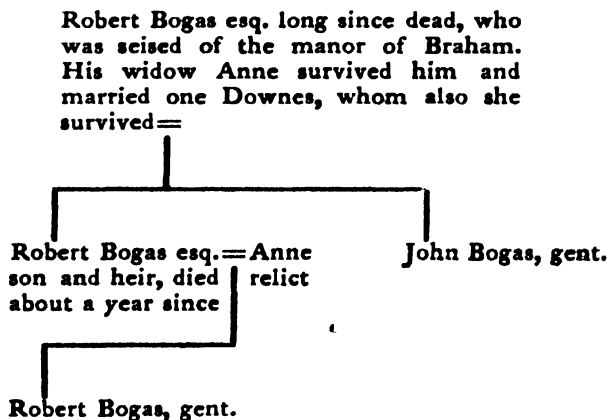 Robert Bogas esq. long since dead, who
was seised of the manor of Braham.
His widow Anne survived him and
married one Downes, whom also she
survived=
Robert Bogas esq.=Anne
son and heir, died relict
about a year since
John Bogas, gent.
Robert Bogas, gent.